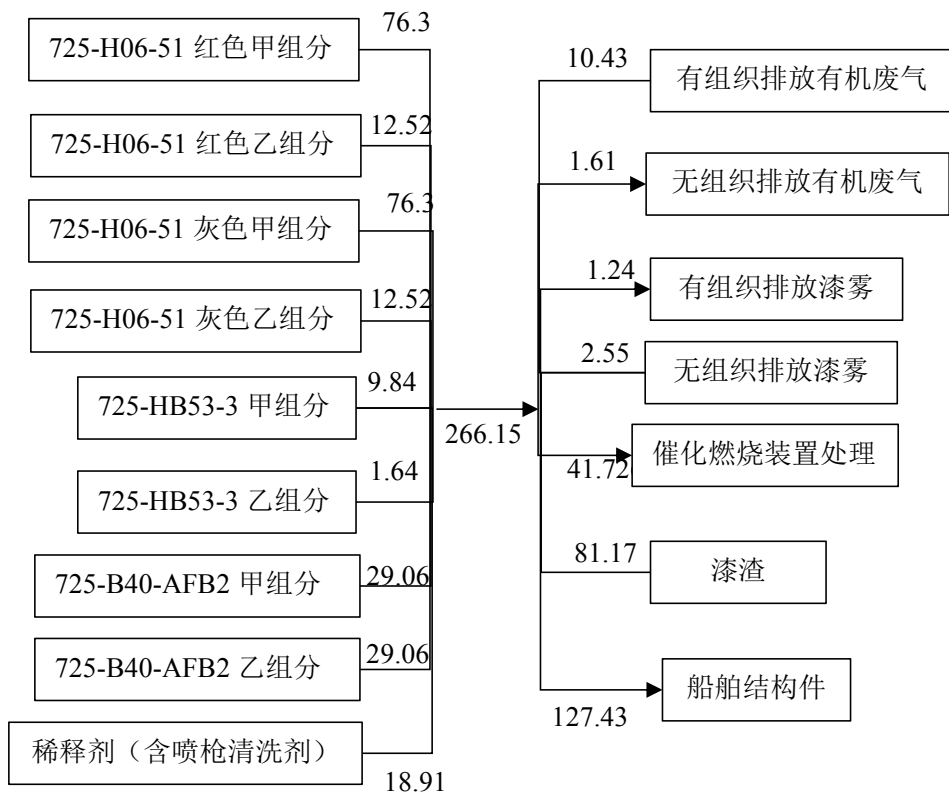 76.3
725-H06-51 红色甲组分
12.52
725-H06-51 红色乙组分
76.3
725-H06-51 灰色甲组分
12.52
725-H06-51 灰色乙组分
9.84
725-HB53-3 甲组分
1.64
725-HB53-3 乙组分
29.06
725-B40-AFB2 甲组分
29.06
725-B40-AFB2 乙组分
稀释剂（含喷枪清洗剂）
18.91
266.15
10.43
有组织排放有机废气
1.61
无组织排放有机废气
1.24
有组织排放漆雾
2.55
无组织排放漆雾
催化燃烧装置处理
41.72
81.17
漆渣
船舶结构件
127.43